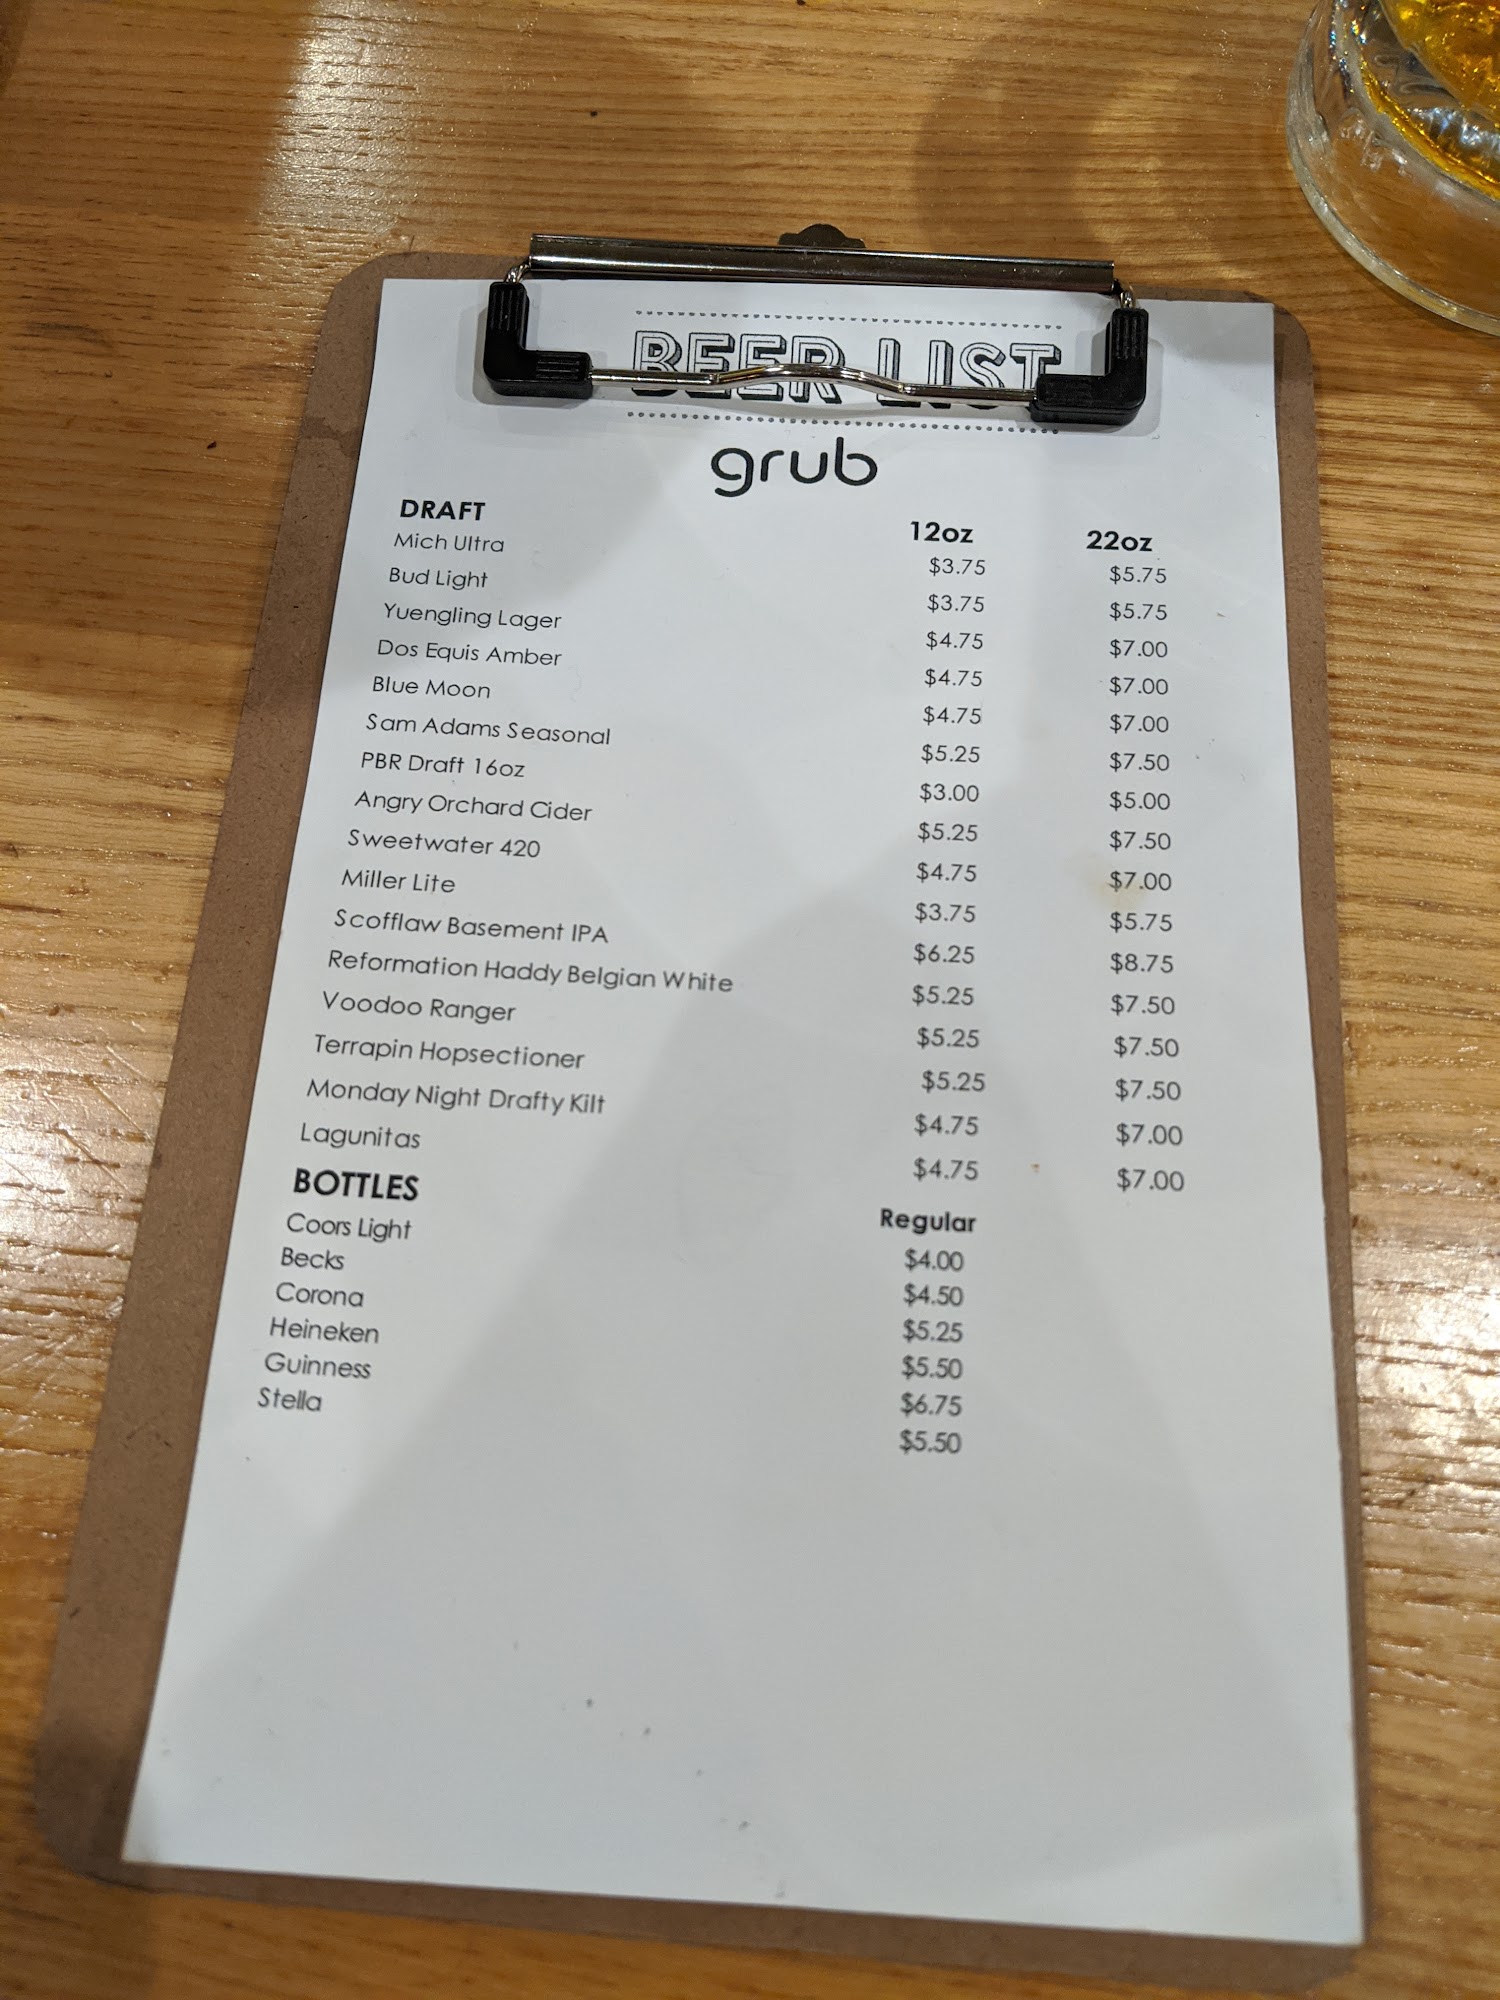 BEER LIST
grub
DRAFT 12oz 22oz
Mich Ultra $3.75 $5.75
Bud Light $3.75 $5.75
Yuengling Lager $4.75 $7.00
Dos Equis Amber $4.75 $7.00
Blue Moon $4.75 $7.00
Sam Adams Seasonal $5.25 $7.50
PBR Draft 16oz $3.00 $5.00
Angry Orchard Cider $5.25 $7.50
Sweetwater 420 $4.75 $7.00
Miller Lite $3.75 $5.75
Scofflaw Basement IPA $6.25 $8.75
Reformation Haddy Belgian White $5.25 $7.50
Voodoo Ranger $5.25 $7.50
Terrapin Hopsectioner $5.25 $7.50
Monday Night Drafty Kilt $4.75 $7.00
Lagunitas $4.75 $7.00
BOTTLES Regular
Coors Light $4.00
Becks $4.50
Corona $5.25
Heineken $5.50
Guinness $6.75
Stella $5.50